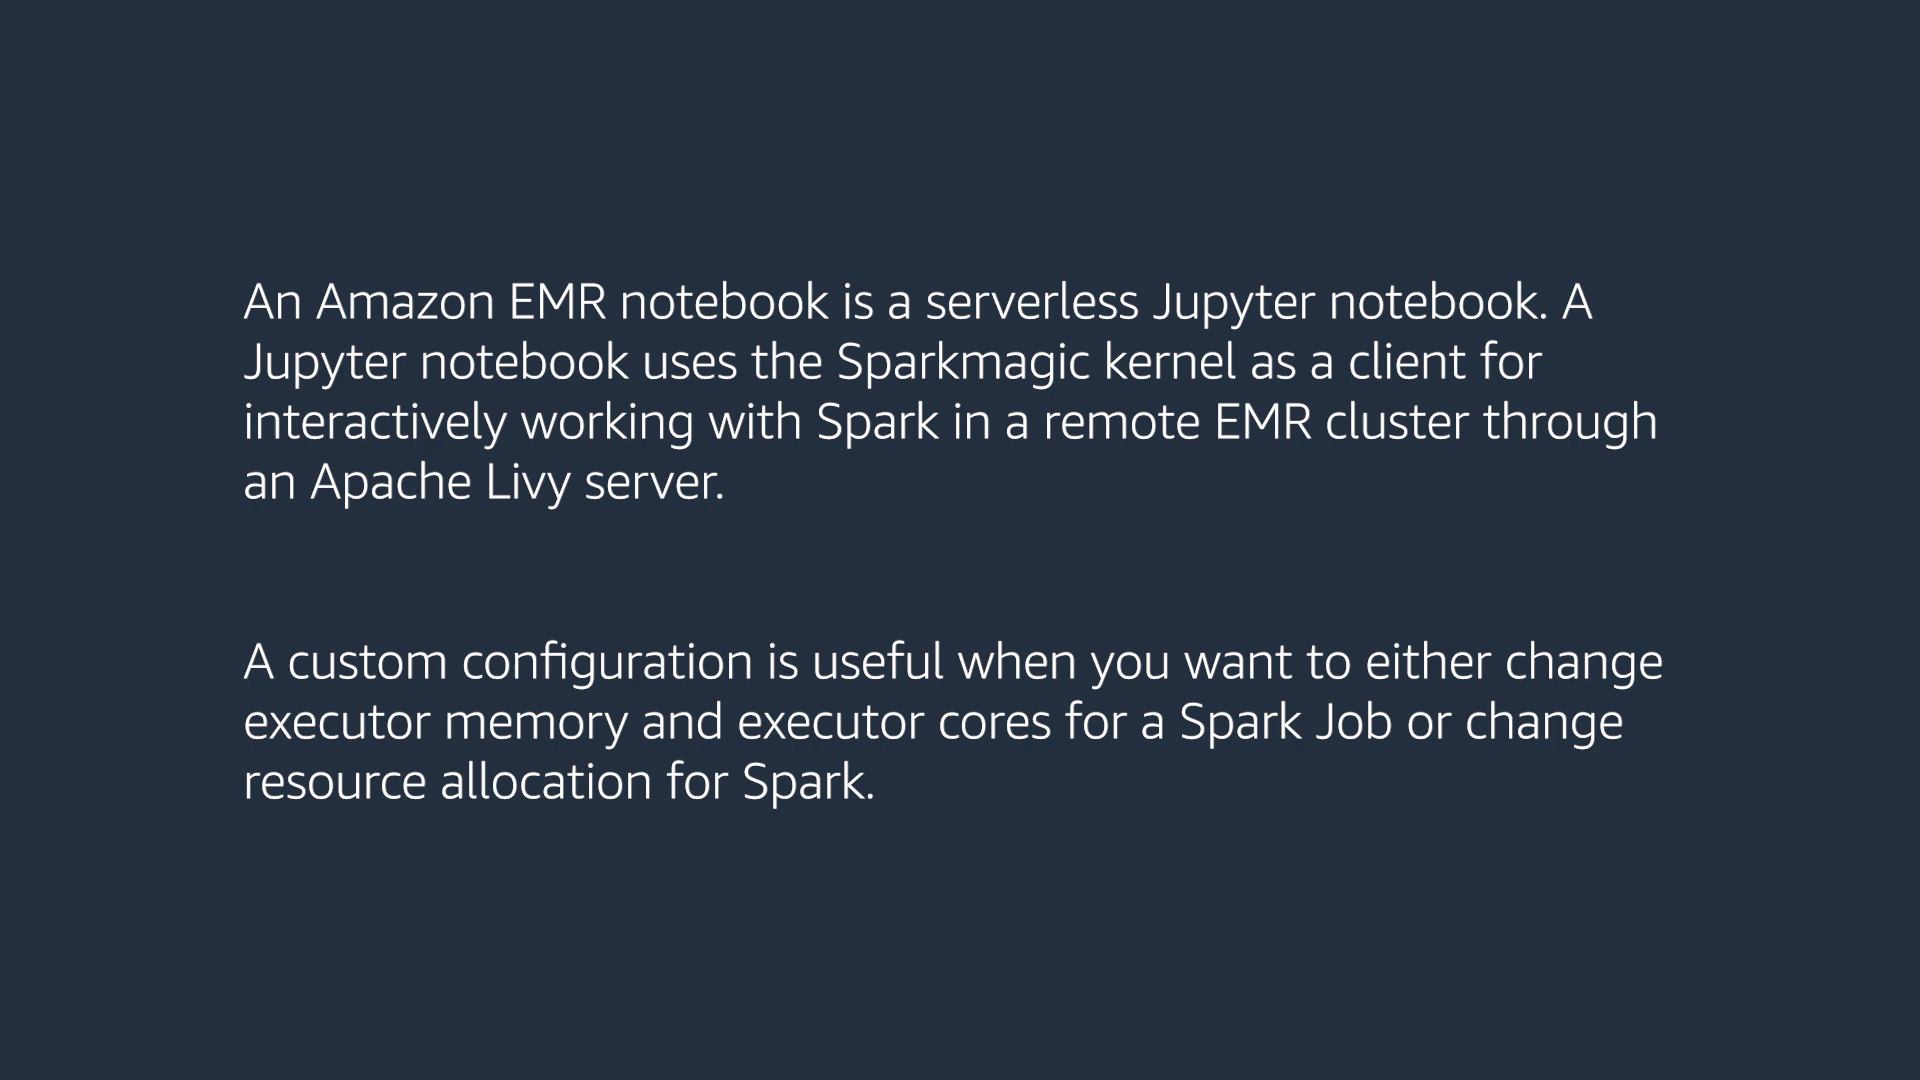 An Amazon EMR notebook is a serverless Jupyter notebook. A
Jupyter notebook uses the Sparkmagic kernel as a client for
interactively working with Spark in a remote EMR cluster through
an Apache Livy server.
A custom configuration is useful when you want to either change
executor memory and executor cores for a Spark Job or change
resource allocation for Spark.